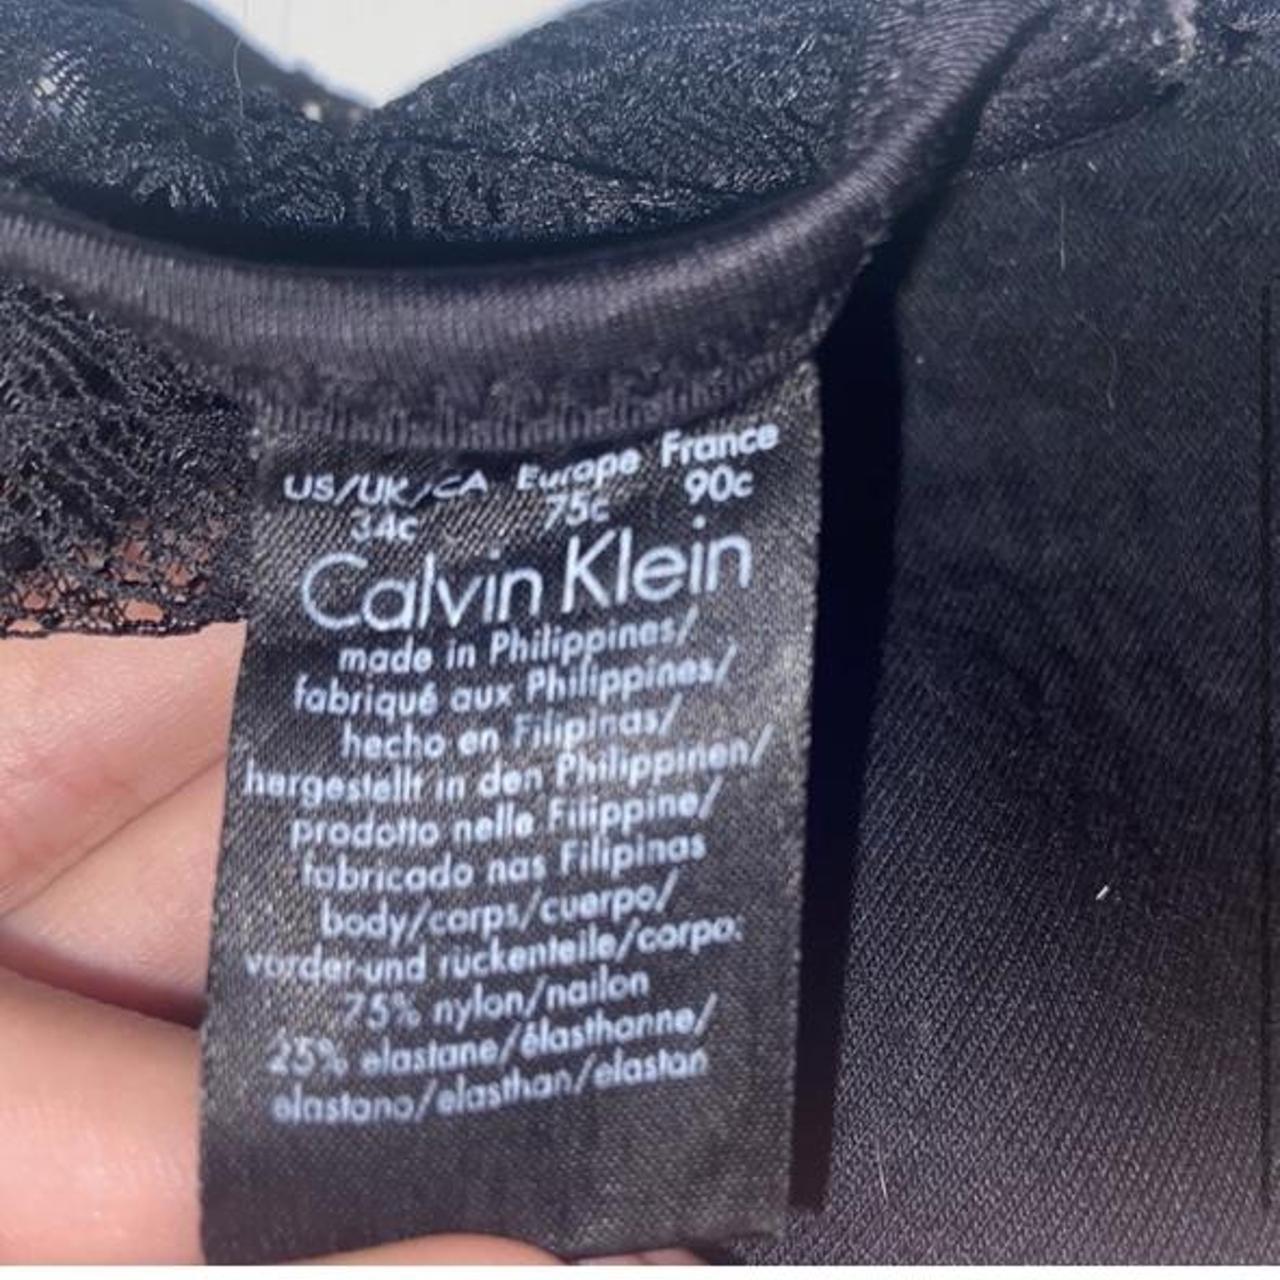 US/UK/CA Europe France
34c 75c 90c
Calvin Klein
made in Philippines/
fabriqué aux Philippines/
hecho en Filipinas/
hergestellt in den Philippinen/
prodotto nelle Filippine/
fabricado nas Filipinas
body/corps/cuerpo/
vorder-und rückenteile/corpo:
75% nylon/nailon
25% elastane/élasthanne/
elastano/elasthan/elastan